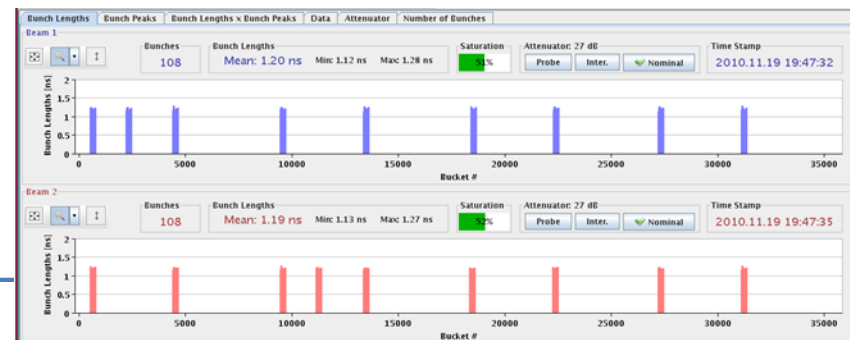 Bunch Lengths Bunch Peaks Bunch Lengths x Bunch Peaks Data Attenuator Number of Bunches
Beam 1
Bunches Bunch Lengths Saturation Attenuator: 27 dB Time Stamp
108 Mean: 1.20 ns Min: 1.12 ns Max: 1.28 ns 51% Probe Inter. Nominal 2010.11.19 19:47:32
Bunch Lengths [ns]
2
1.5
1
0.5
0
0 5000 10000 15000 20000 25000 30000 35000
Bucket #
Beam 2
Bunches Bunch Lengths Saturation Attenuator: 27 dB Time Stamp
108 Mean: 1.19 ns Min: 1.13 ns Max: 1.27 ns 52% Probe Inter. Nominal 2010.11.19 19:47:35
Bunch Lengths [ns]
2
1.5
1
0.5
0
0 5000 10000 15000 20000 25000 30000 35000
Bucket #